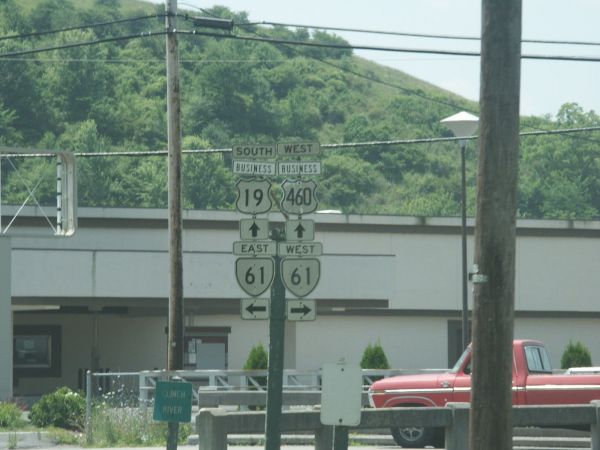 SOUTH WEST
BUSINESS BUSINESS
19 460
EAST WEST
61 61
CLINCH
RIVER